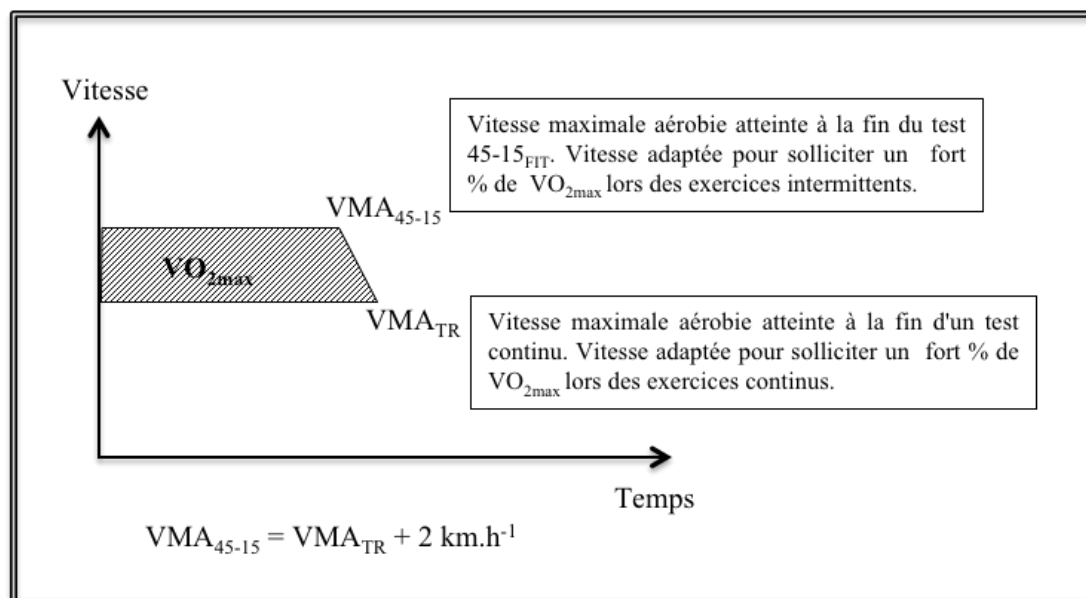 Vitesse
Vitesse maximale aérobie atteinte à la fin du test
45-15FIT. Vitesse adaptée pour solliciter un fort
% de VO2max lors des exercices intermittents.
VMA45-15
VO2max
VMATR
Vitesse maximale aérobie atteinte à la fin d'un test
continu. Vitesse adaptée pour solliciter un fort % de
VO2max lors des exercices continus.
Temps
VMA45-15 = VMATR + 2 km.h-1